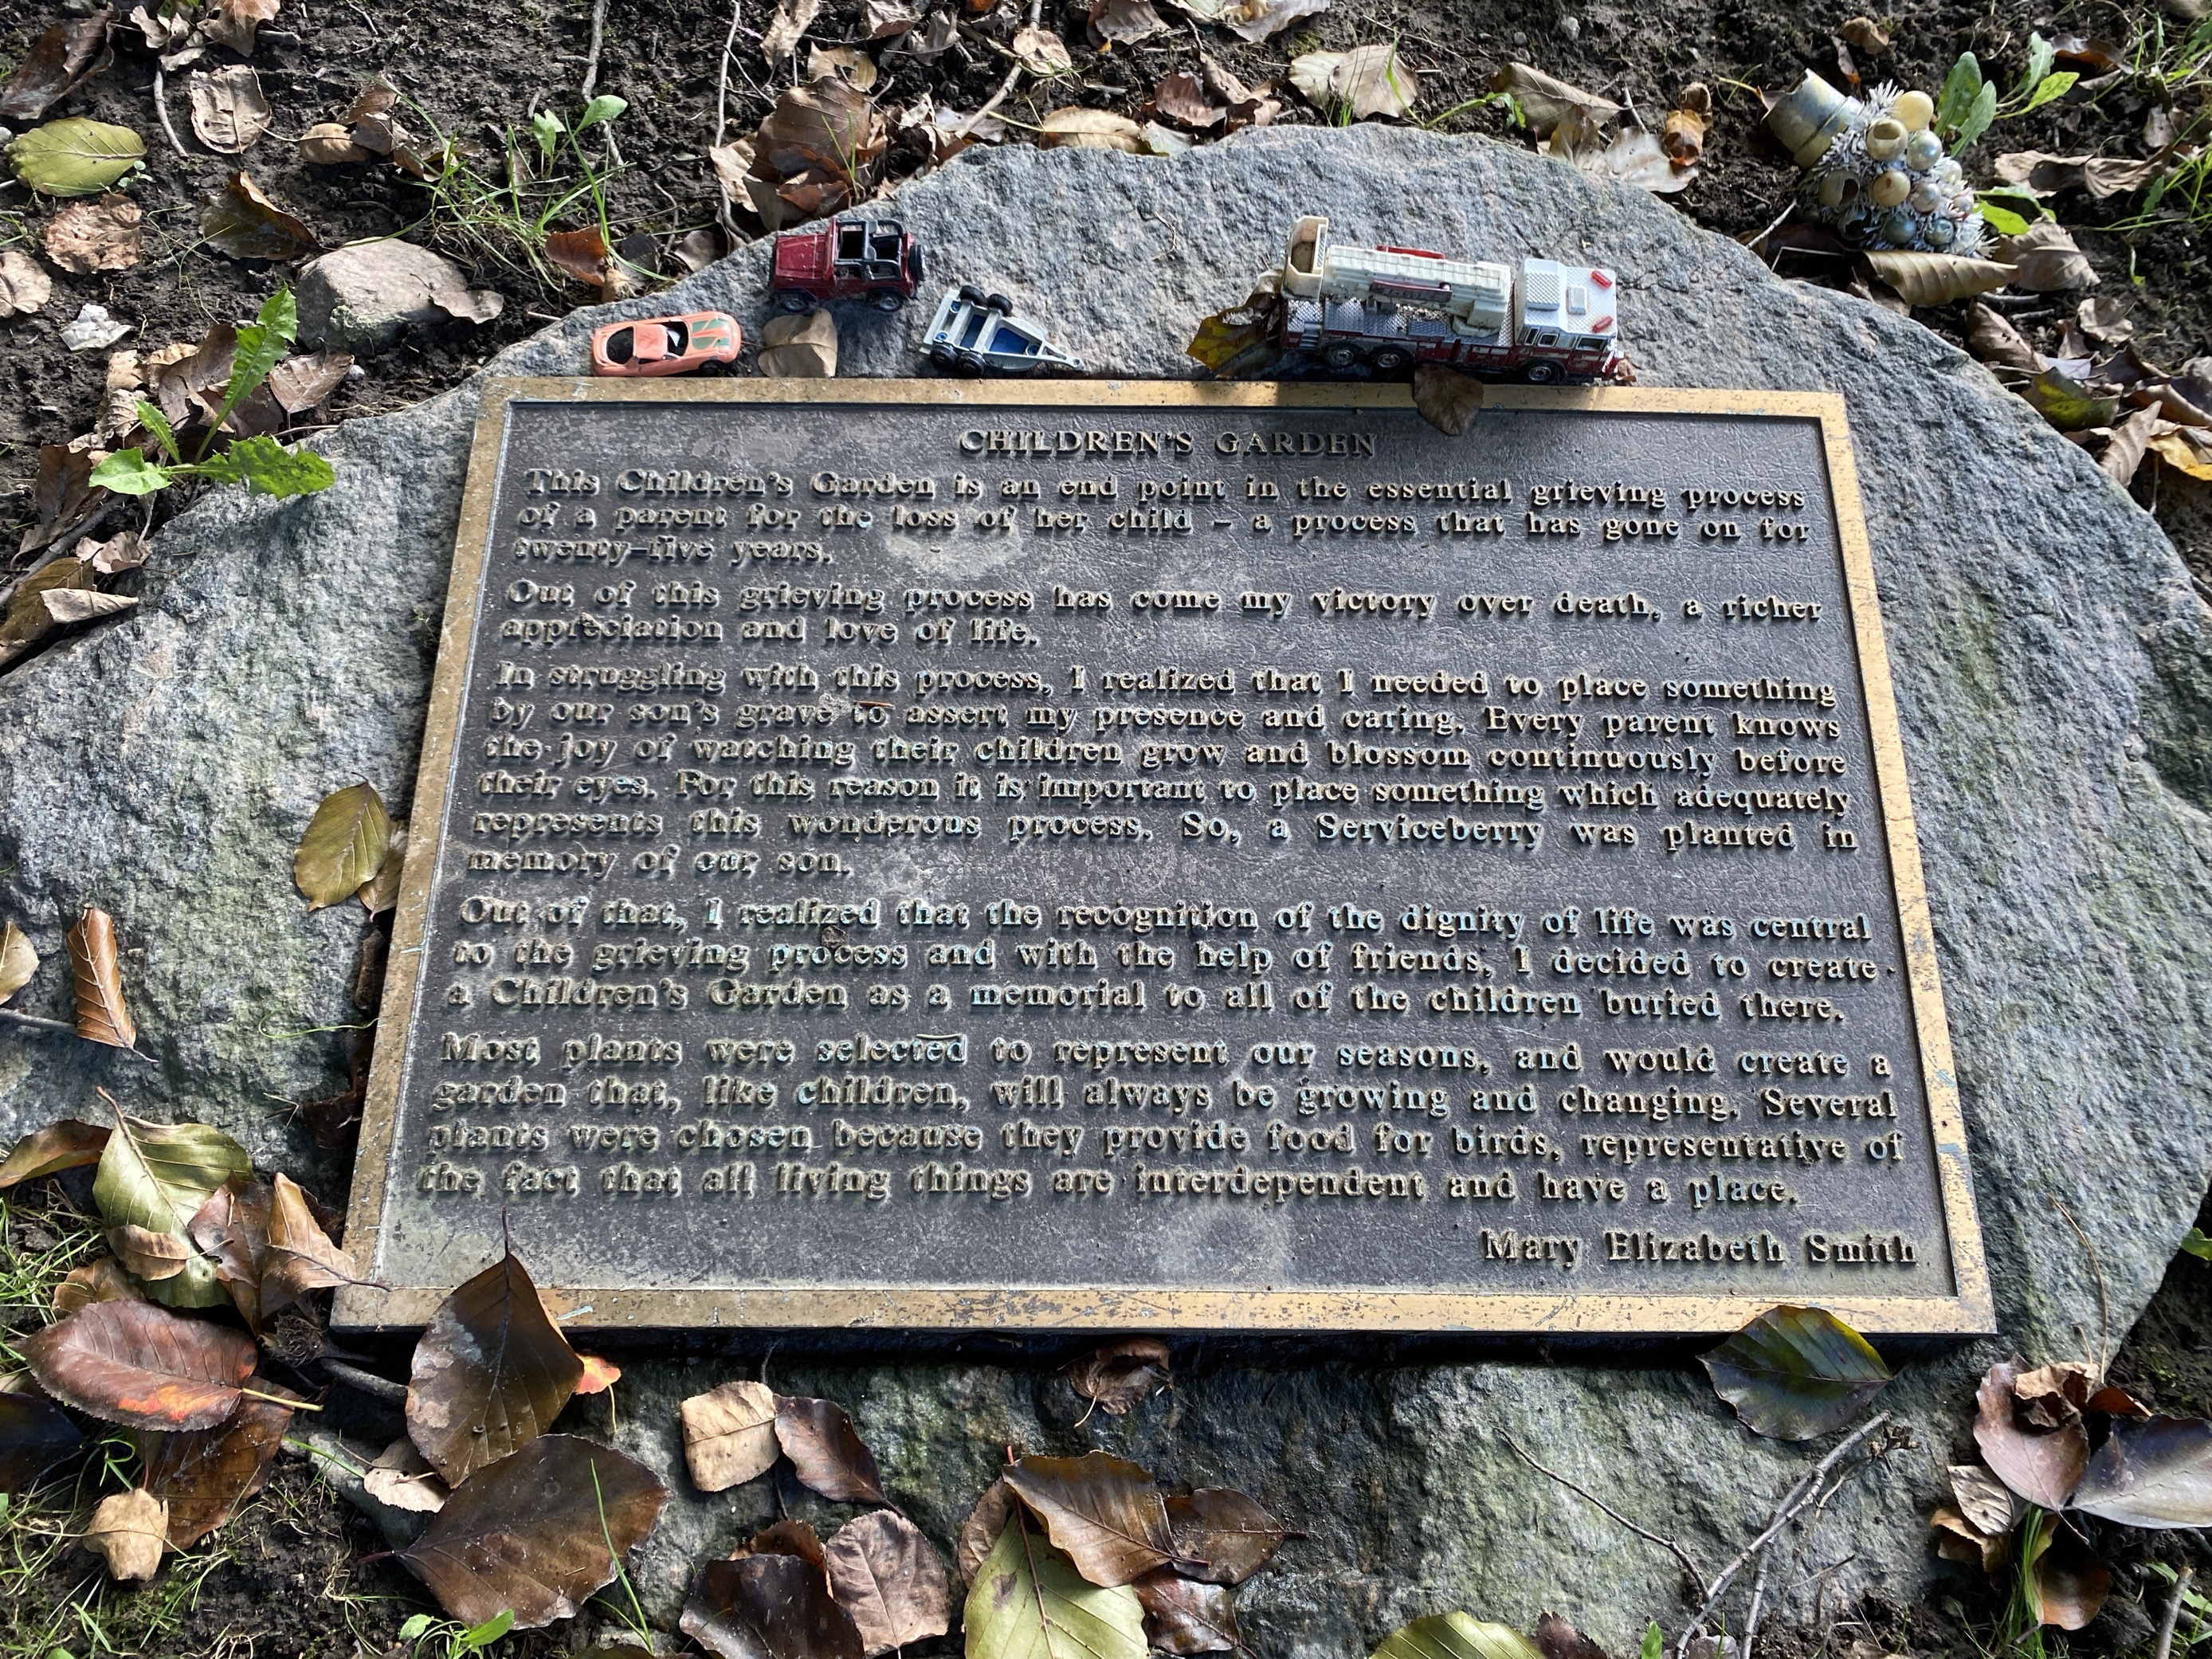 CHILDREN'S GARDEN
This Children's Garden is an end point in the essential grieving process
of a parent for the loss of her child – a process that has gone on for
twenty-five years.
Out of this grieving process has come my victory over death, a richer
appreciation and love of life.
In struggling with this process, I realized that I needed to place something
by our son's grave to assert my presence and caring. Every parent knows
the joy of watching their children grow and blossom continuously before
their eyes. For this reason it is important to place something which adequately
represents this wonderous process. So, a Serviceberry was planted in
memory of our son.
Out of that, I realized that the recognition of the dignity of life was central
to the grieving process and with the help of friends, I decided to create
a Children's Garden as a memorial to all of the children buried there.
Most plants were selected to represent our seasons, and would create a
garden that, like children, will always be growing and changing. Several
plants were chosen because they provide food for birds, representative of
the fact that all living things are interdependent and have a place.
Mary Elizabeth Smith